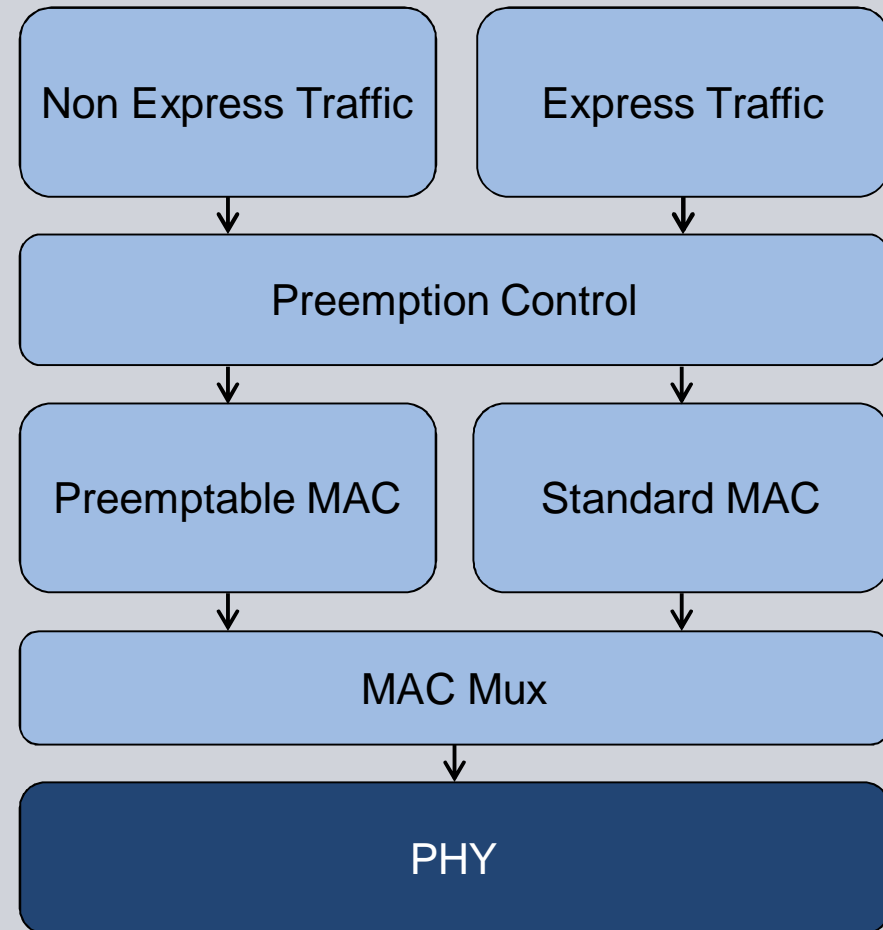 Non Express Traffic
Express Traffic
Preemption Control
Preemptable MAC
Standard MAC
MAC Mux
PHY